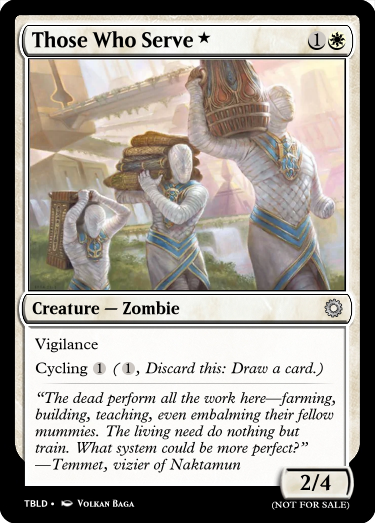 Those Who Serve ★ 1
Creature — Zombie
Vigilance
Cycling 1 (1, Discard this: Draw a card.)
“The dead perform all the work here—farming,
building, teaching, even embalming their fellow
mummies. The living need do nothing but
train. What system could be more perfect?”
—Temmet, vizier of Naktamun
2/4
TBLD • Volkan Baga
(NOT FOR SALE)